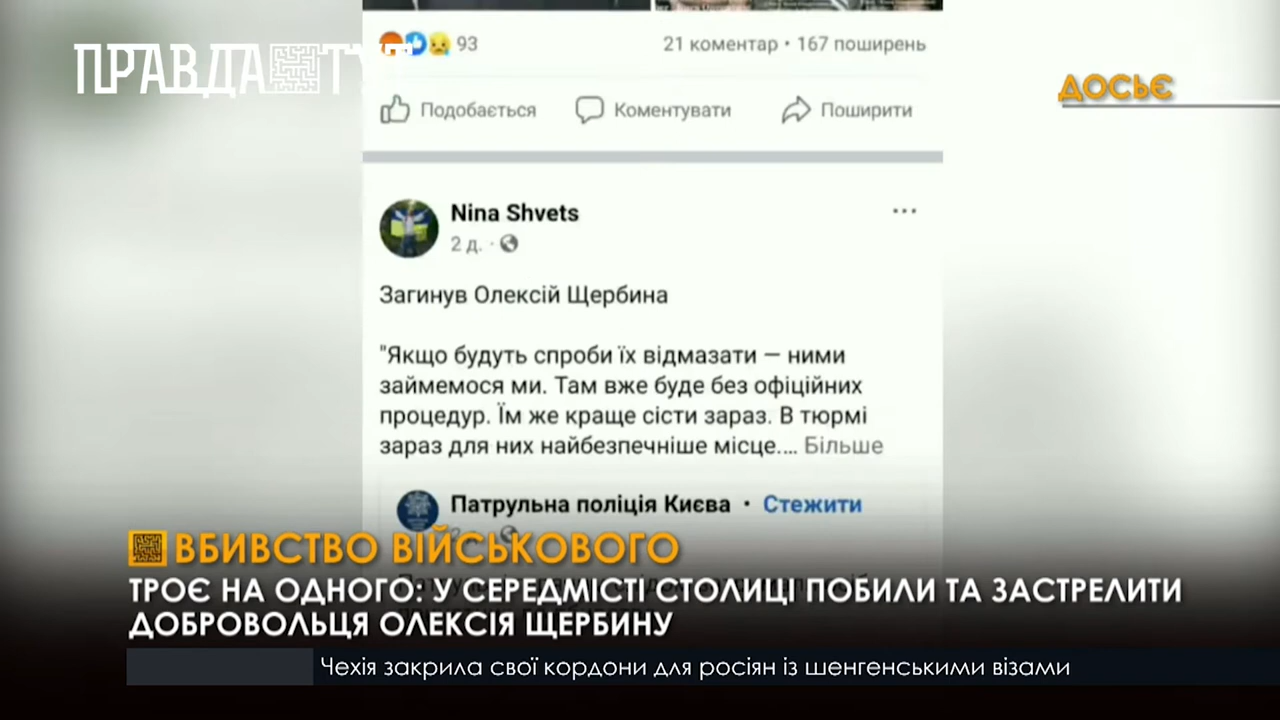 93
21 коментар • 167 поширень
ПРАВДА ТУТ
ДОСЬЄ
Подобається
Коментувати
Поширити
Nina Shvets
2 д. ·
Загинув Олексій Щербина
"Якщо будуть спроби їх відмазати — ними
займемося ми. Там вже буде без офіційних
процедур. Їм же краще сісти зараз. В тюрмі
зараз для них найбезпечніше місце.... Більше
Патрульна поліція Києва · Стежити
ВБИВСТВО ВІЙСЬКОВОГО
ТРОЄ НА ОДНОГО: У СЕРЕДМІСТІ СТОЛИЦІ ПОБИЛИ ТА ЗАСТРЕЛИТИ
ДОБРОВОЛЬЦЯ ОЛЕКСІЯ ЩЕРБИНУ
Чехія закрила свої кордони для росіян із шенгенськими візами